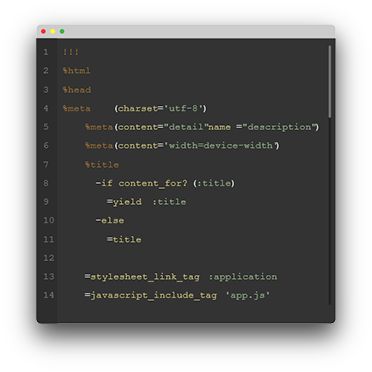 1 !!!
2 %html
3 %head
4 %meta (charset='utf-8')
5 %meta(content="detail"name ="description")
6 %meta(content='width=device-width')
7 %title
8 -if content_for? (:title)
9 =yield :title
10 -else
11 =title
12
13 =stylesheet_link_tag :application
14 =javascript_include_tag 'app.js'